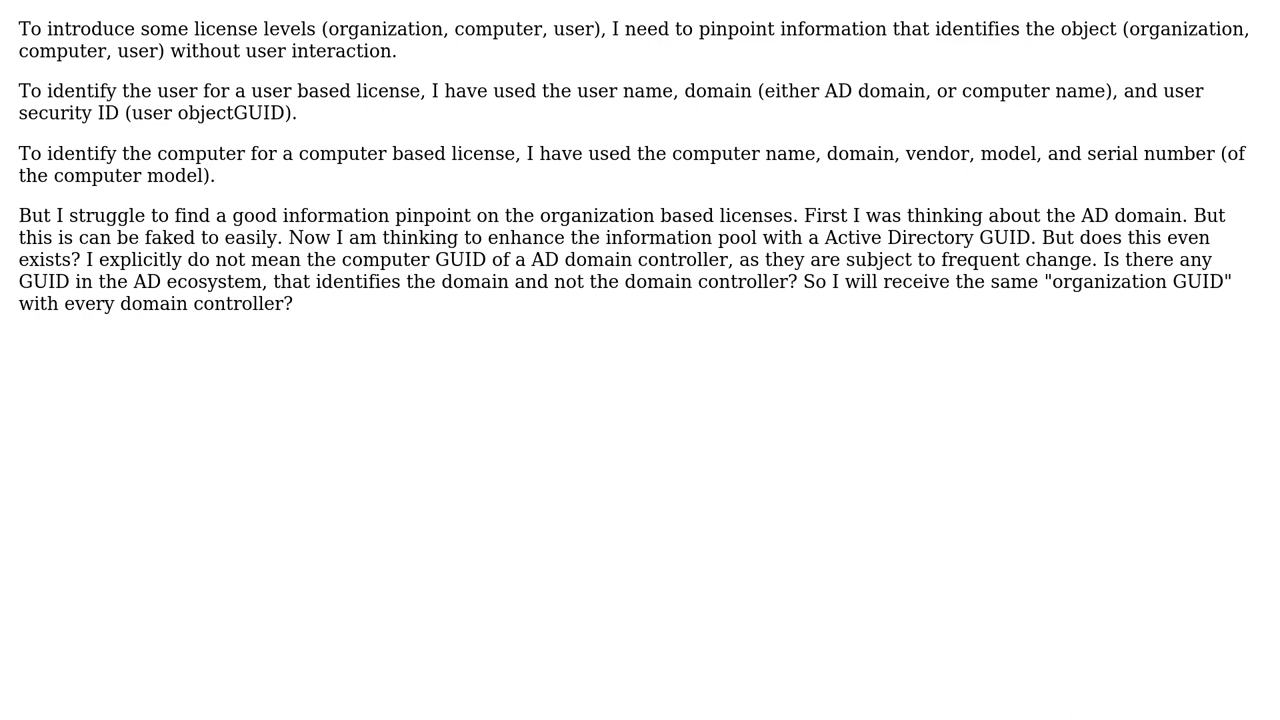 To introduce some license levels (organization, computer, user), I need to pinpoint information that identifies the object (organization,
computer, user) without user interaction.
To identify the user for a user based license, I have used the user name, domain (either AD domain, or computer name), and user
security ID (user objectGUID).
To identify the computer for a computer based license, I have used the computer name, domain, vendor, model, and serial number (of
the computer model).
But I struggle to find a good information pinpoint on the organization based licenses. First I was thinking about the AD domain. But
this is can be faked to easily. Now I am thinking to enhance the information pool with a Active Directory GUID. But does this even
exists? I explicitly do not mean the computer GUID of a AD domain controller, as they are subject to frequent change. Is there any
GUID in the AD ecosystem, that identifies the domain and not the domain controller? So I will receive the same "organization GUID"
with every domain controller?